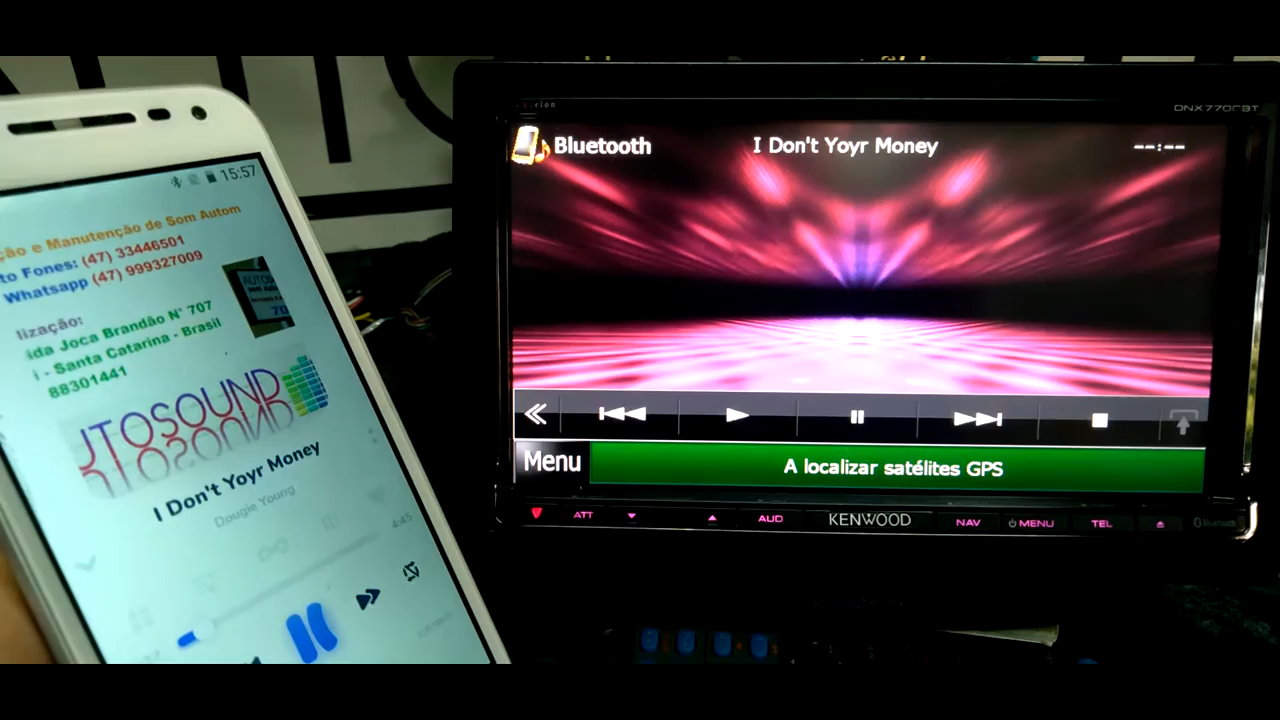 15:57
ção e Manutenção de Som Autom
to Fones: (47) 33446501
Whatsapp (47) 999327009
lização:
ida Joca Brandão N° 707
i - Santa Catarina - Brasil
88301441
UTOSOUND
I Don't Yoyr Money
Dougie Young
4:45
DNX770CBT
Bluetooth
I Don't Yoyr Money
--:--
Menu
A localizar satélites GPS
ATT
AUD
KENWOOD
NAV
MENU
TEL
Bluetooth